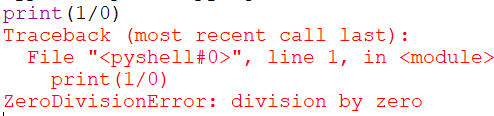 print(1/0)
Traceback (most recent call last):
  File "<pyshell#0>", line 1, in <module>
    print(1/0)
ZeroDivisionError: division by zero